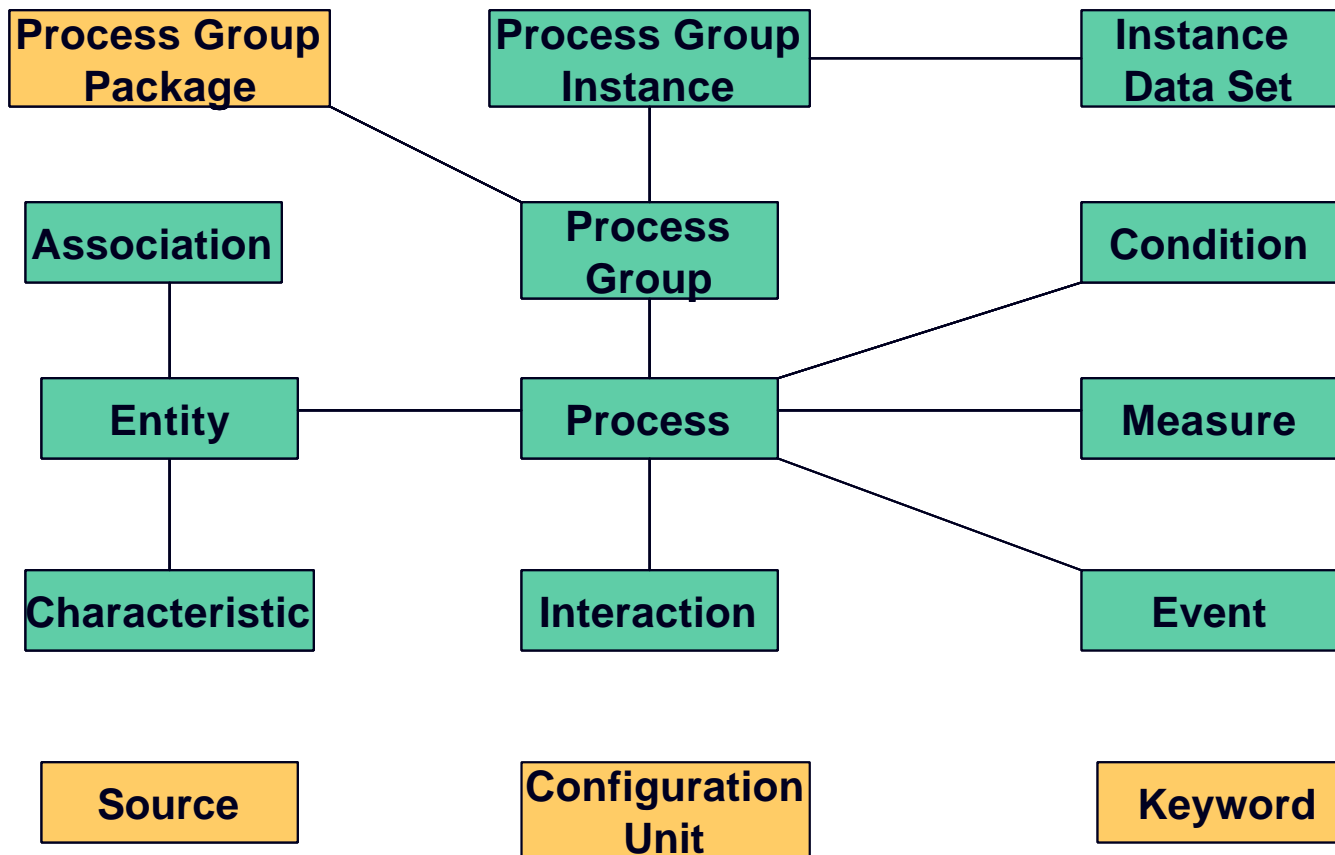 Process Group
Package
Process Group
Instance
Instance
Data Set
Association
Process
Group
Condition
Entity
Process
Measure
Characteristic
Interaction
Event
Source
Configuration
Unit
Keyword